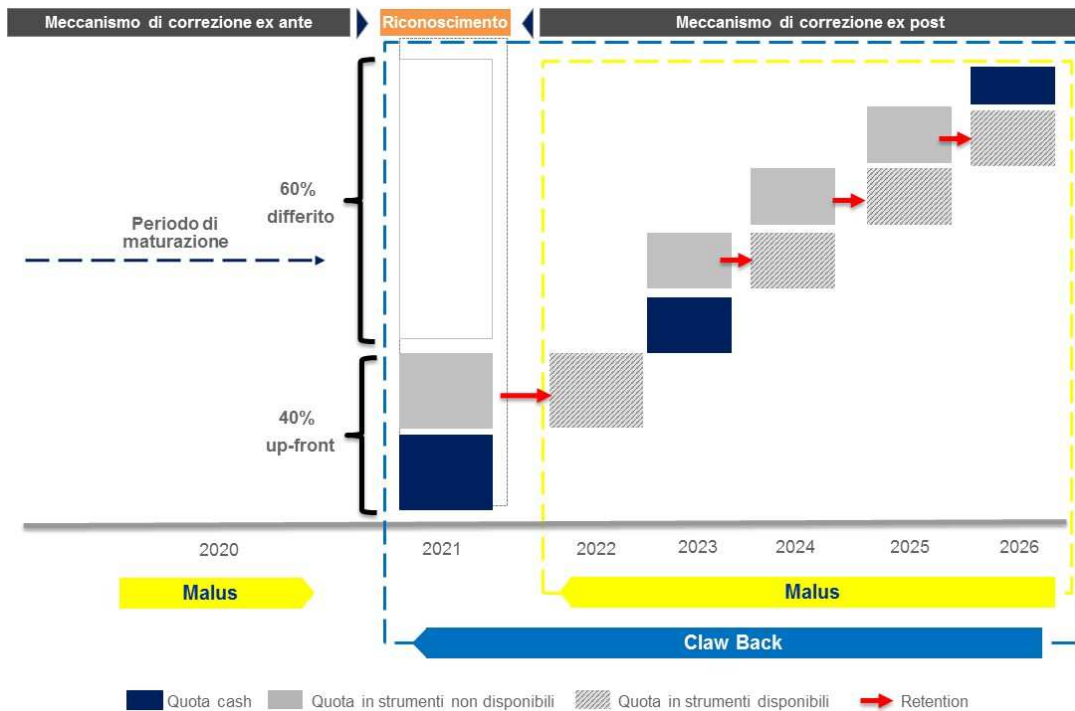 Meccanismo di correzione ex ante
Riconoscimento
Meccanismo di correzione ex post
60%
differito
Periodo di
maturazione
40%
up-front
2020
2021
2022
2023
2024
2025
2026
Malus
Malus
Claw Back
Quota cash
Quota in strumenti non disponibili
Quota in strumenti disponibili
Retention